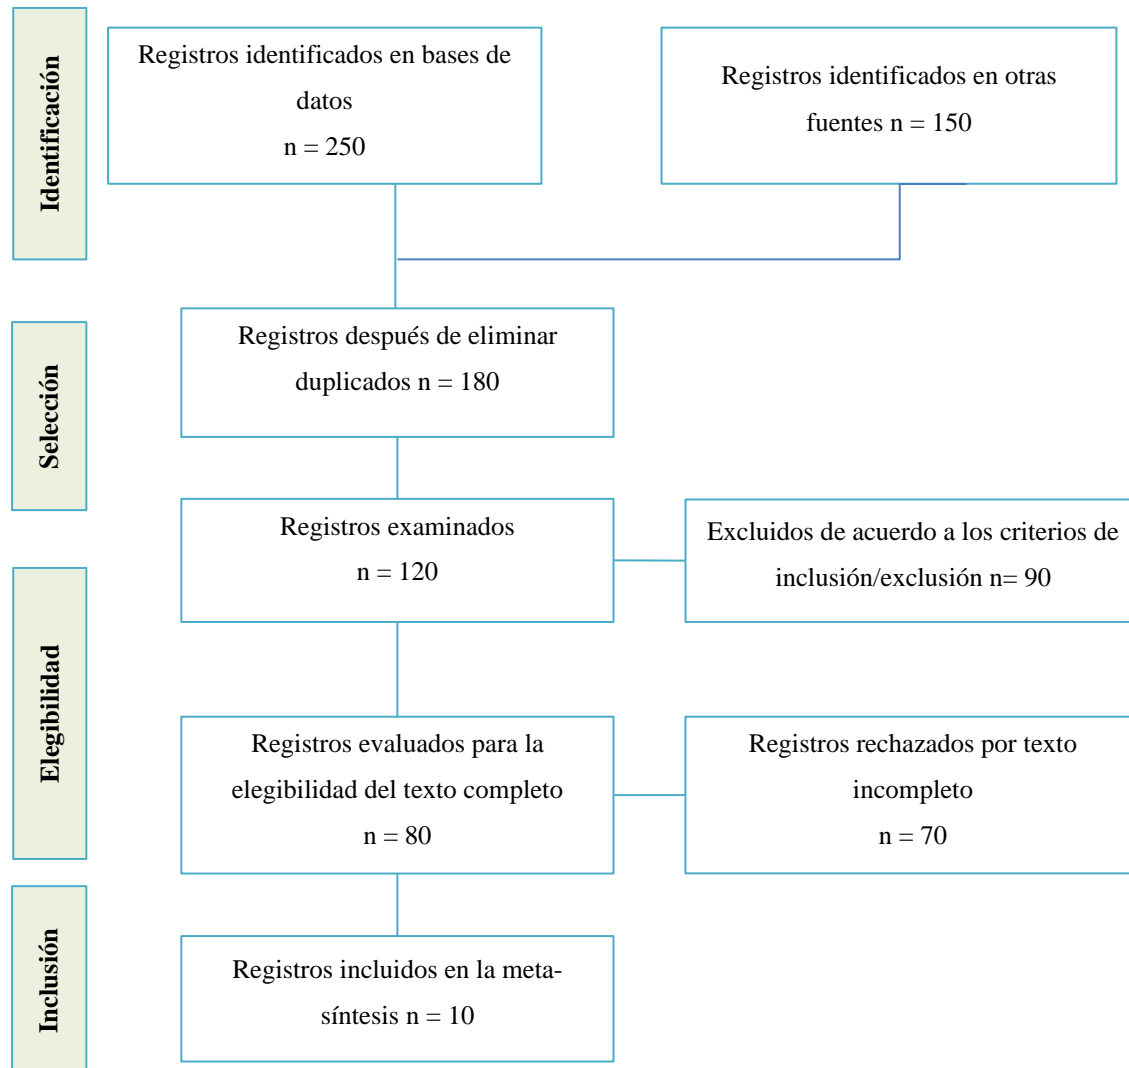 Identificación
Registros identificados en bases de
datos
n = 250
Registros identificados en otras
fuentes n = 150
Selección
Registros después de eliminar
duplicados n = 180
Registros examinados
n = 120
Excluidos de acuerdo a los criterios de
inclusión/exclusión n= 90
Elegibilidad
Registros evaluados para la
elegibilidad del texto completo
n = 80
Registros rechazados por texto
incompleto
n = 70
Inclusión
Registros incluidos en la meta-
síntesis n = 10